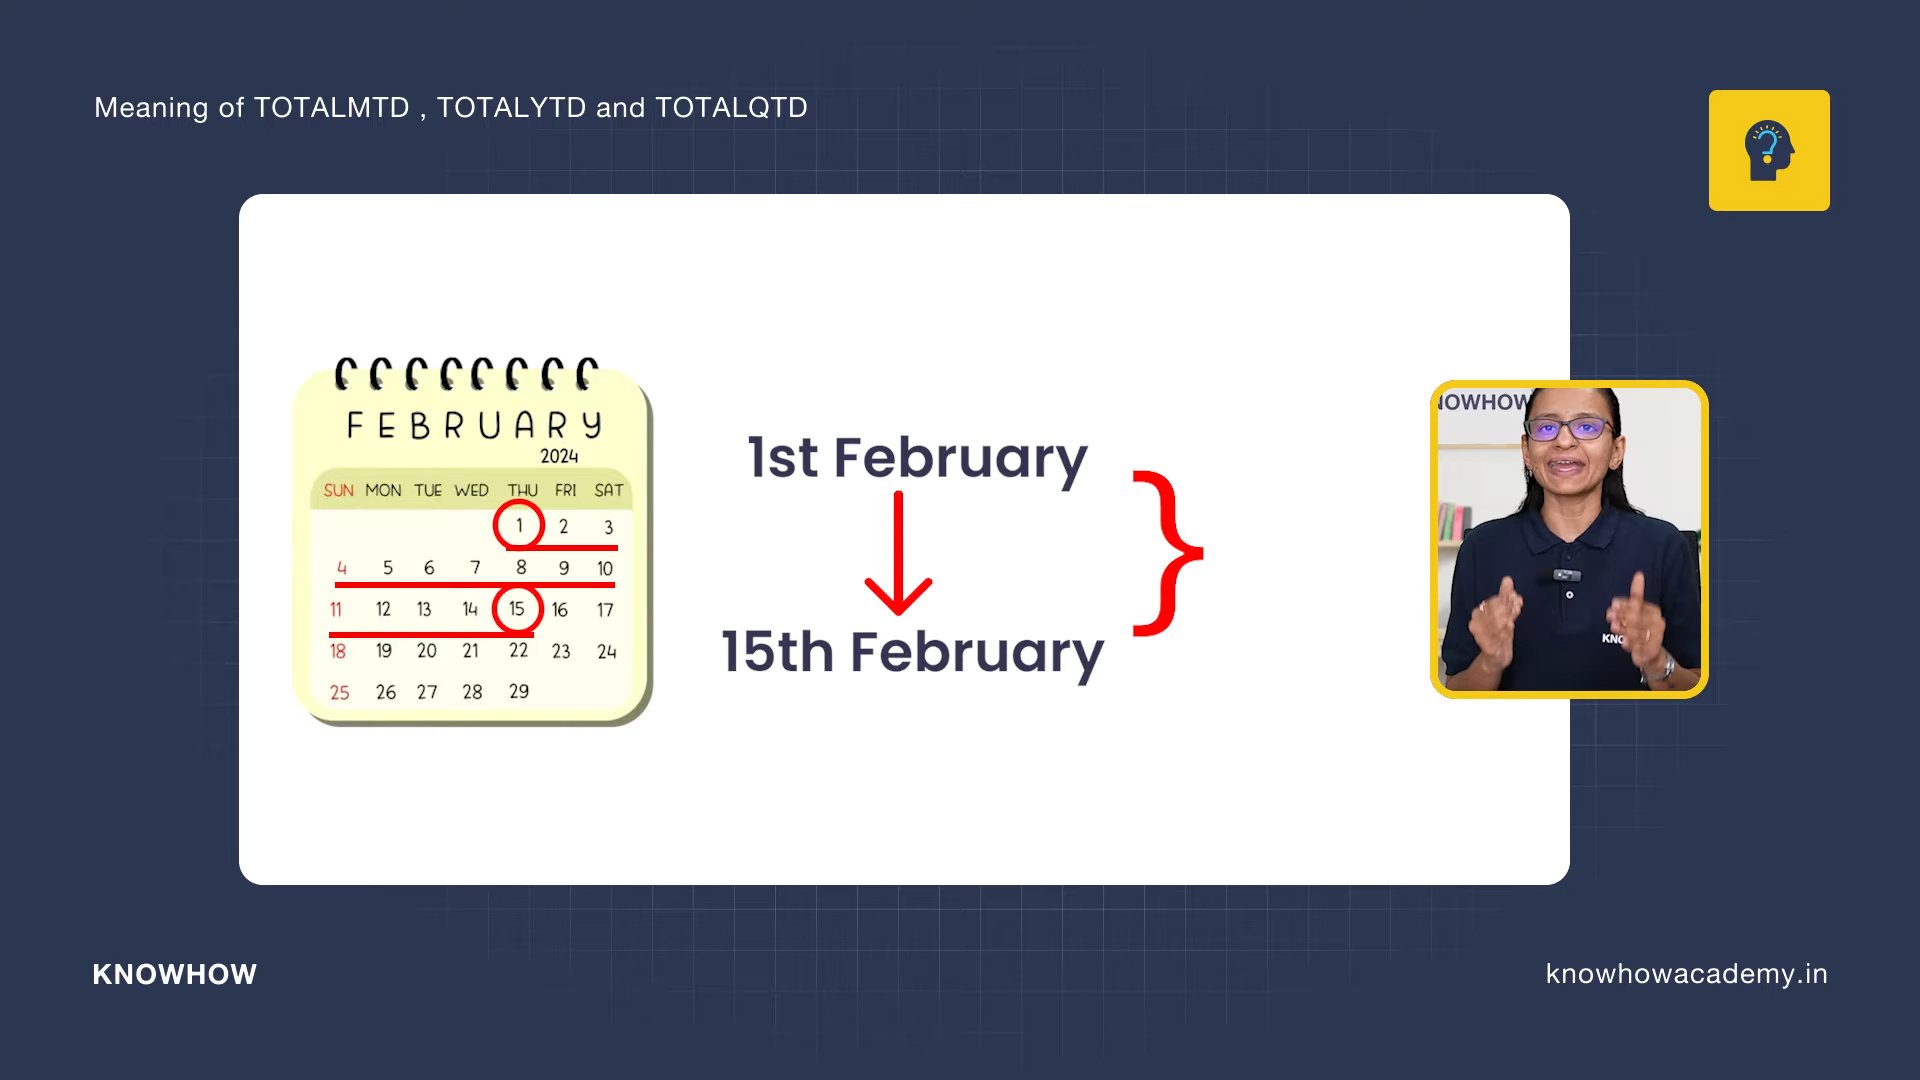 Meaning of TOTALMTD , TOTALYTD and TOTALQTD
FEBRUARY
2024
SUN MON TUE WED THU FRI SAT
1 2 3
4 5 6 7 8 9 10
11 12 13 14 15 16 17
18 19 20 21 22 23 24
25 26 27 28 29
1st February
15th February
NOWHOW
KNO
KNOWHOW
knowhowacademy.in